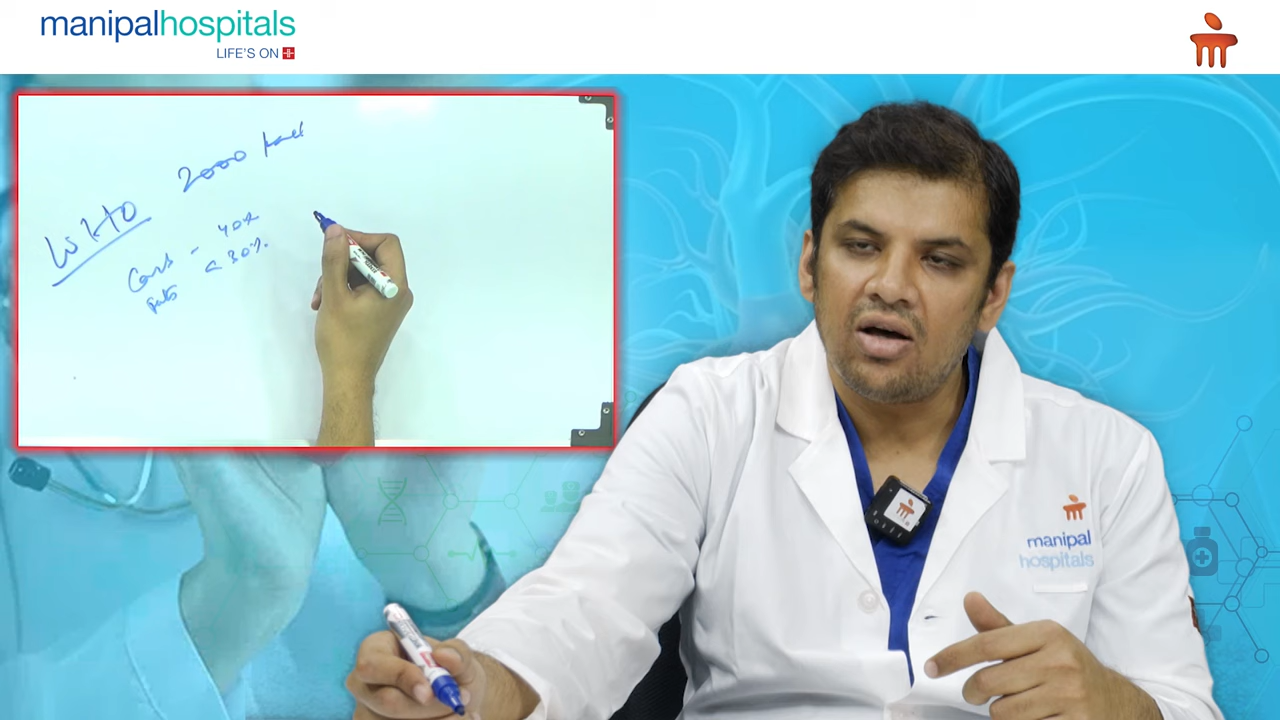 manipalhospitals
LIFE'S ON
WHO 2000 kcal
Carb - 40%
Fats < 30%.
manipal
hospitals